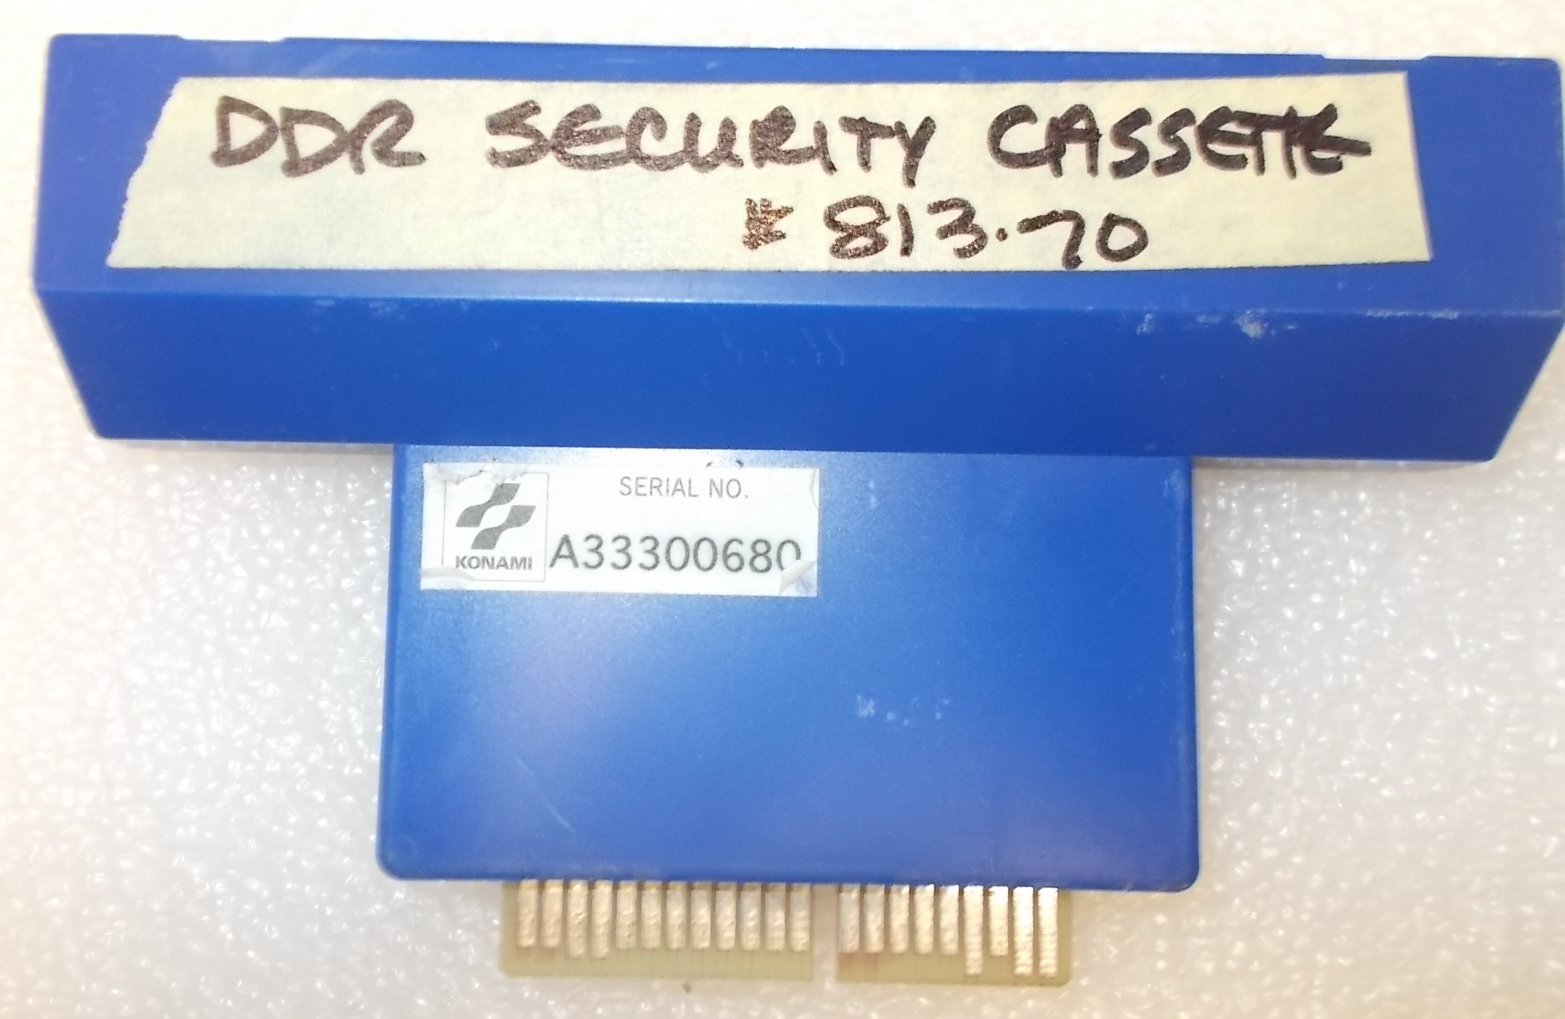 DDR SECURITY CASSETTE
* 813.70
SERIAL NO.
KONAMI A33300680